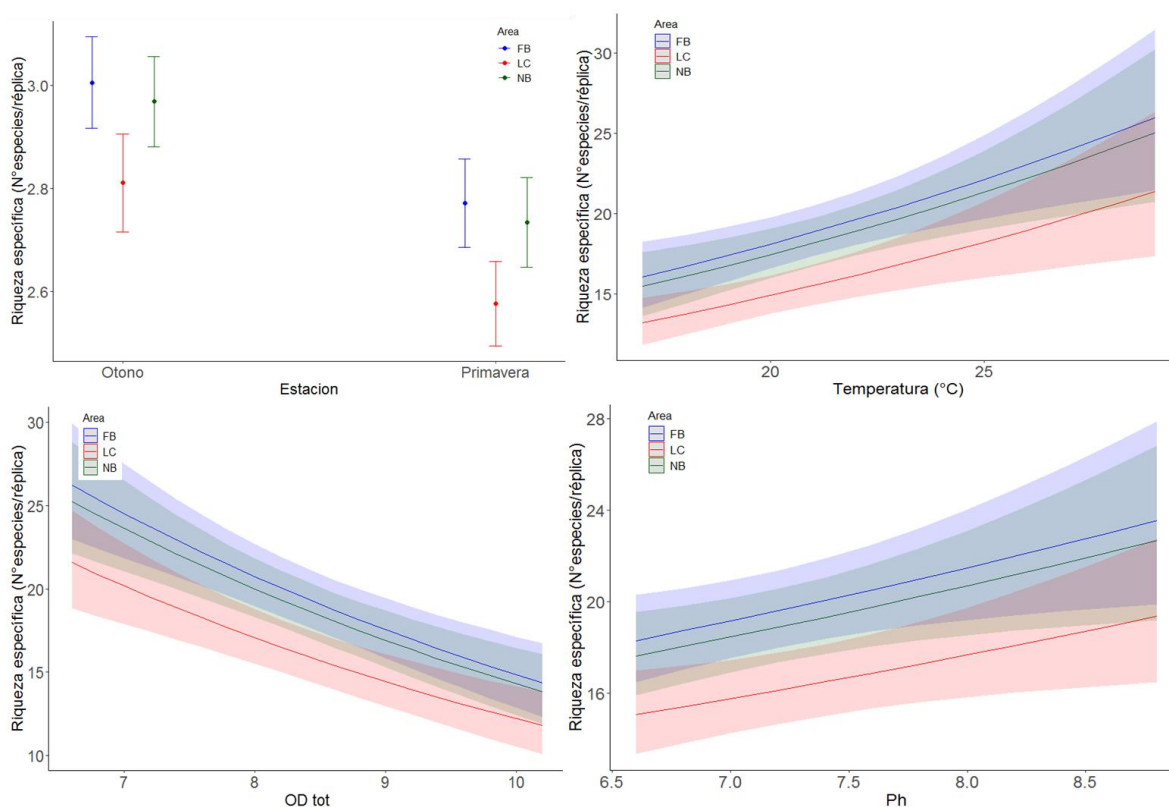 Riqueza específica (N°especies/réplica)
3.0
2.8
2.6
Area
FB
LC
NB
Otono
Primavera
Estacion
Riqueza específica (N°especies/réplica)
30
25
20
15
Area
FB
LC
NB
20
25
Temperatura (°C)
Riqueza específica (N°especies/réplica)
30
25
20
15
10
Area
FB
LC
NB
7
8
9
10
OD tot
Riqueza específica (N°especies/réplica)
28
24
20
16
Area
FB
LC
NB
6.5
7.0
7.5
8.0
8.5
Ph